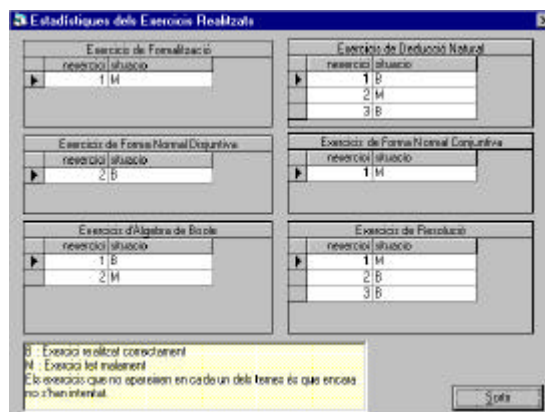 Estadístiques dels Exercicis Realitzats
Exercicis de Formalització
nexercici situacio
1 M
Exercicis de Deducció Natural
nexercici situacio
1 B
2 M
3 B
Exercicis de Forma Normal Disjuntiva
nexercici situacio
2 B
Exercicis de Forma Normal Conjuntiva
nexercici situacio
1 M
Exercicis d'Àlgebra de Boole
nexercici situacio
1 B
2 M
Exercicis de Resolució
nexercici situacio
1 M
2 B
3 B
B : Exercici realitzat correctament
M : Exercici fet malament
Els exercicis que no apareixen en cada un dels temes és que encara
no s'han intentat.
Sortir